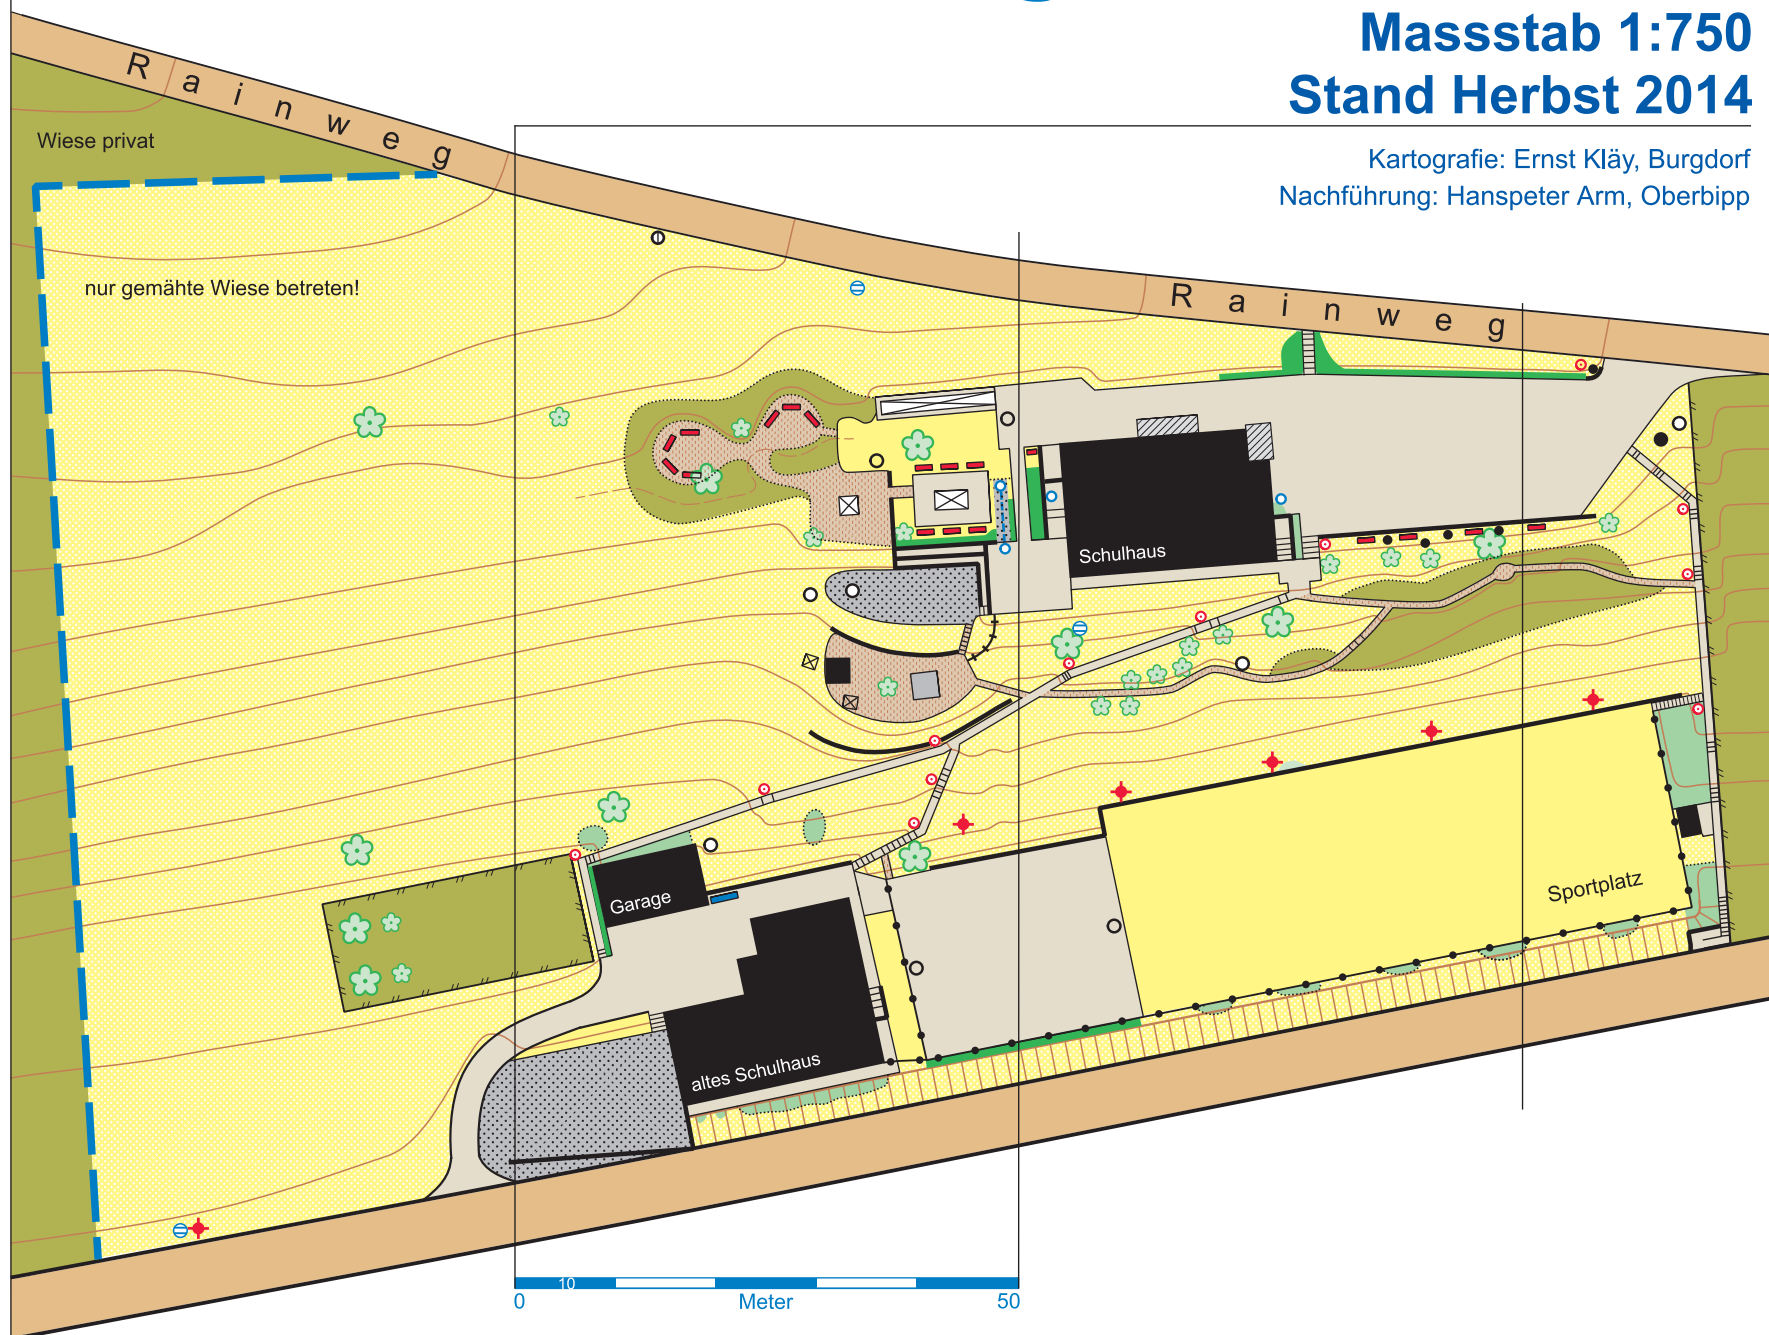 Massstab 1:750
Stand Herbst 2014
Kartografie: Ernst Kläy, Burgdorf
Nachführung: Hanspeter Arm, Oberbipp
Rainweg
Wiese privat
nur gemähte Wiese betreten!
Rainweg
Schulhaus
Sportplatz
Garage
altes Schulhaus
10
0 Meter 50